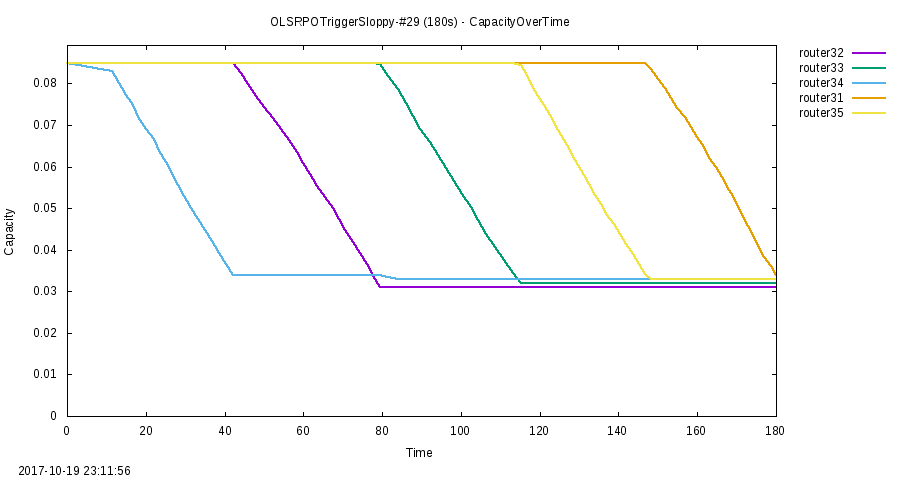 OLSRPOTriggerSloppy-#29 (180s) - CapacityOverTime
router32
router33
router34
router31
router35
0.08
0.07
0.06
0.05
0.04
0.03
0.02
0.01
0
Capacity
0 20 40 60 80 100 120 140 160 180
Time
2017-10-19 23:11:56